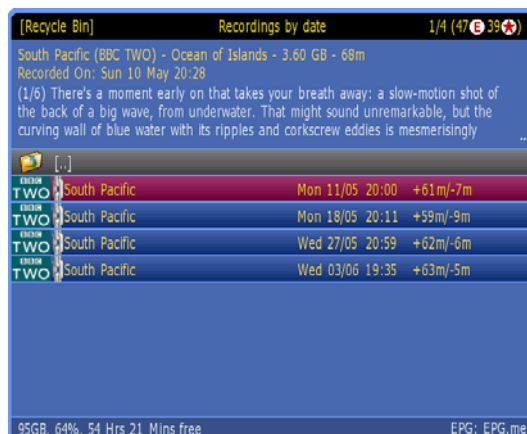 [Recycle Bin] Recordings by date 1/4 (47 E 39 )
South Pacific (BBC TWO) - Ocean of Islands - 3.60 GB - 68m
Recorded On: Sun 10 May 20:28
(1/6) There's a moment early on that takes your breath away: a slow-motion shot of
the back of a big wave, from underwater. That might sound unremarkable, but the
curving wall of blue water with its ripples and corkscrew eddies is mesmerisingly
..
[..]
BBC TWO South Pacific Mon 11/05 20:00 +61m/-7m
BBC TWO South Pacific Mon 18/05 20:11 +59m/-9m
BBC TWO South Pacific Wed 27/05 20:59 +62m/-6m
BBC TWO South Pacific Wed 03/06 19:35 +63m/-5m
95GB, 64%, 54 Hrs 21 Mins free EPG: EPG.me